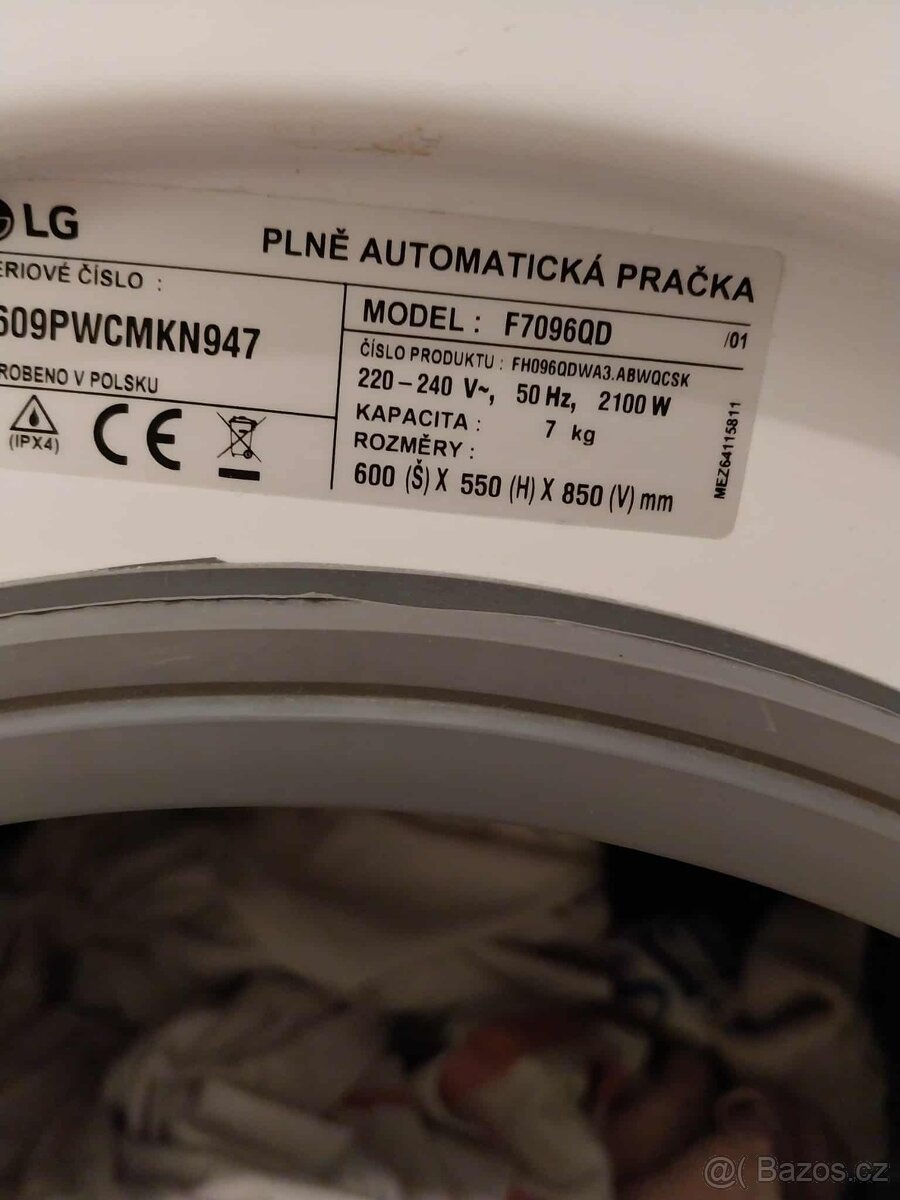 LG
PLNĚ AUTOMATICKÁ PRAČKA
ERIOVÉ ČÍSLO :
609PWCMKN947
ROBENO V POLSKU
(IPX4)
CE
MODEL : F7096QD /01
ČÍSLO PRODUKTU : FH096QDWA3.ABWQCSK
220 – 240 V~, 50 Hz, 2100 W
KAPACITA : 7 kg
ROZMĚRY :
600 (Š) X 550 (H) X 850 (V) mm
MEZ64115811
@( Bazos.cz